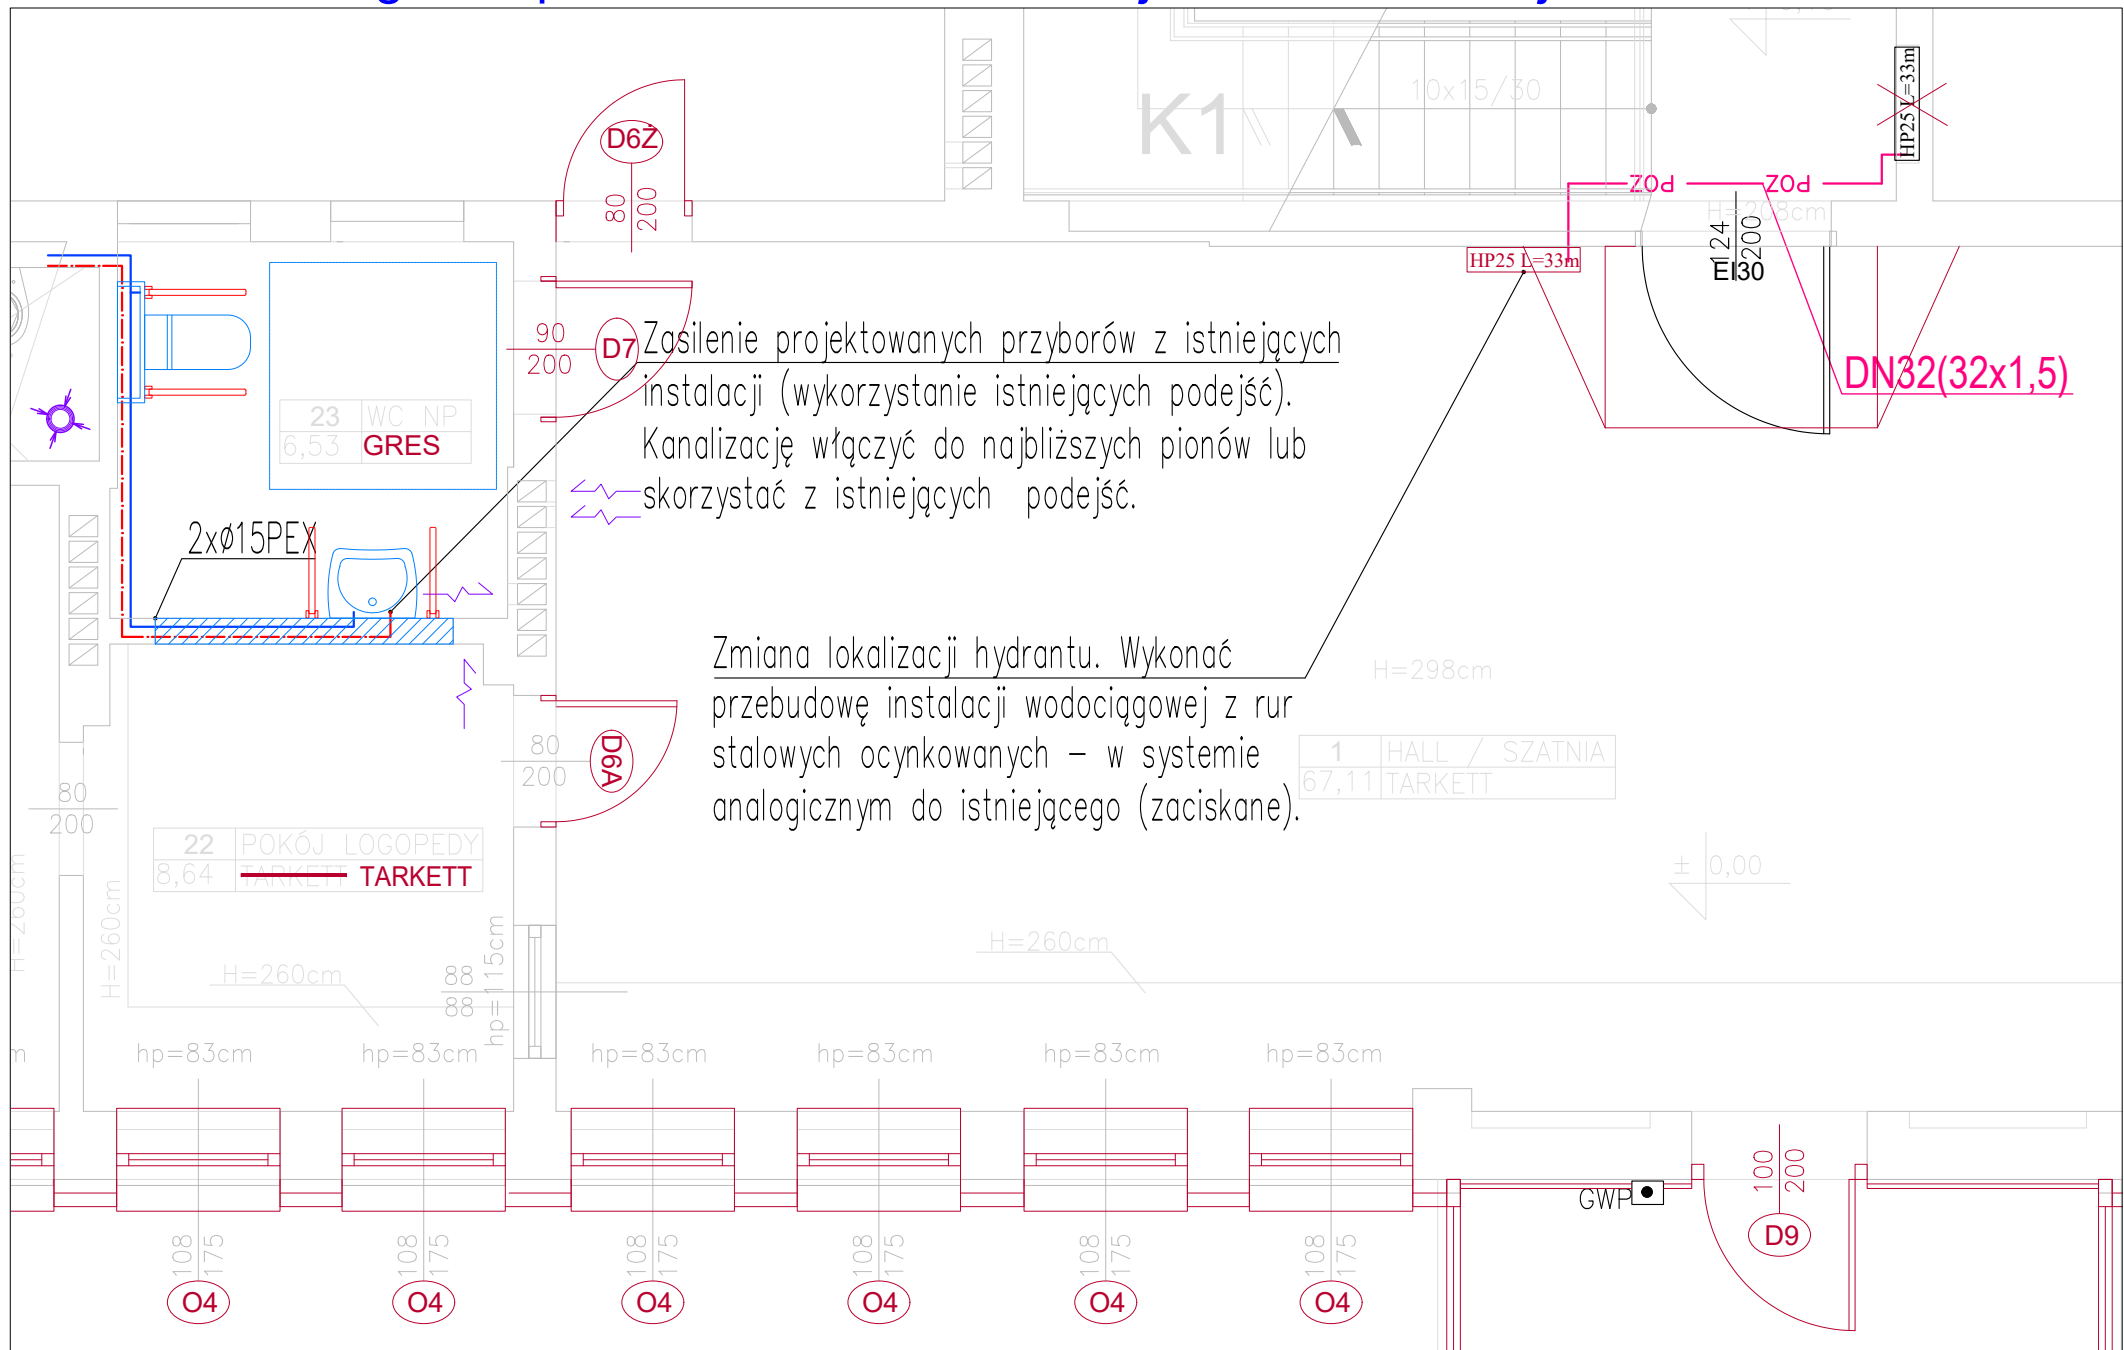 K1
10x15/30
HP25 L=33m
D6Ż
80
200
POZ
POZ
H=208cm
124
200
EI30
HP25 L=33m
DN32(32x1,5)
90
200
D7
Zasilenie projektowanych przyborów z istniejących
instalacji (wykorzystanie istniejących podejść).
Kanalizację włączyć do najbliższych pionów lub
skorzystać z istniejących podejść.
23 WC NP
6,53 GRES
2xø15PEX
Zmiana lokalizacji hydrantu. Wykonać
przebudowę instalacji wodociągowej z rur
stalowych ocynkowanych – w systemie
analogicznym do istniejącego (zaciskane).
H=298cm
1 HALL / SZATNIA
67,11 TARKETT
80
200
D6A
80
200
22 POKÓJ LOGOPEDY
8,64 TARKETT TARKETT
± 0,00
H=260cm
H=260cm
H=260cm
H=260cm
88
88
hp=115cm
hp=83cm
hp=83cm
hp=83cm
hp=83cm
hp=83cm
hp=83cm
GWP
100
200
D9
108
175
108
175
108
175
108
175
108
175
108
175
O4
O4
O4
O4
O4
O4